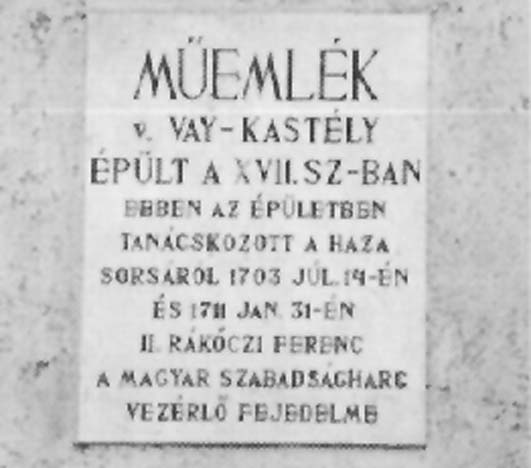 MŰEMLÉK
v. VAY-KASTÉLY
ÉPÜLT A XVII. SZ-BAN
EBBEN AZ ÉPÜLETBEN
TANÁCSKOZOTT A HAZA
SORSÁRÓL 1703 JÚL. 14-ÉN
ÉS 1711 JAN. 31-ÉN
II. RÁKÓCZI FERENC
A MAGYAR SZABADSÁGHARC
VEZÉRLŐ FEJEDELME